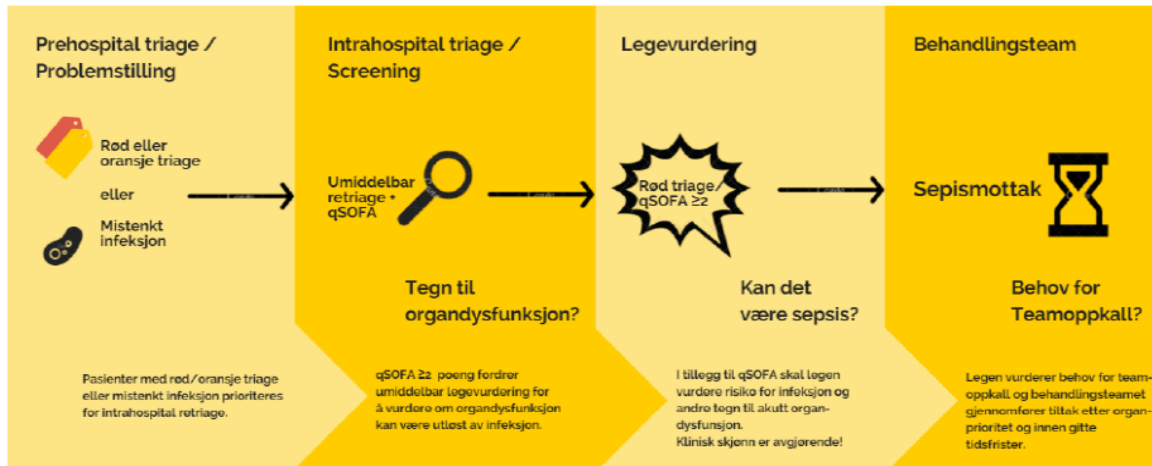 Prehospital triage /
Problemstilling
Rød eller
oransje triage
eller
Mistenkt
infeksjon
Pasienter med rød/oransje triage
eller mistenkt infeksjon prioriteres
for intrahospital retriage.
Intrahospital triage /
Screening
Umiddelbar
retriage +
qSOFA
Tegn til
organdysfunksjon?
qSOFA ≥2 poeng fordrer
umiddelbar legevurdering for
å vurdere om organdysfunksjon
kan være utløst av infeksjon.
Legevurdering
Rød triage/
qSOFA ≥2
Kan det
være sepsis?
I tillegg til qSOFA skal legen
vurdere risiko for infeksjon og
andre tegn til akutt organ-
dysfunsjon.
Klinisk skjønn er avgjørende!
Behandlingsteam
Sepismottak
Behov for
Teamoppkall?
Legen vurderer behov for team-
oppkall og behandlingsteamet
gjennomfører tiltak etter organ-
prioritet og innen gitte
tidsfrister.